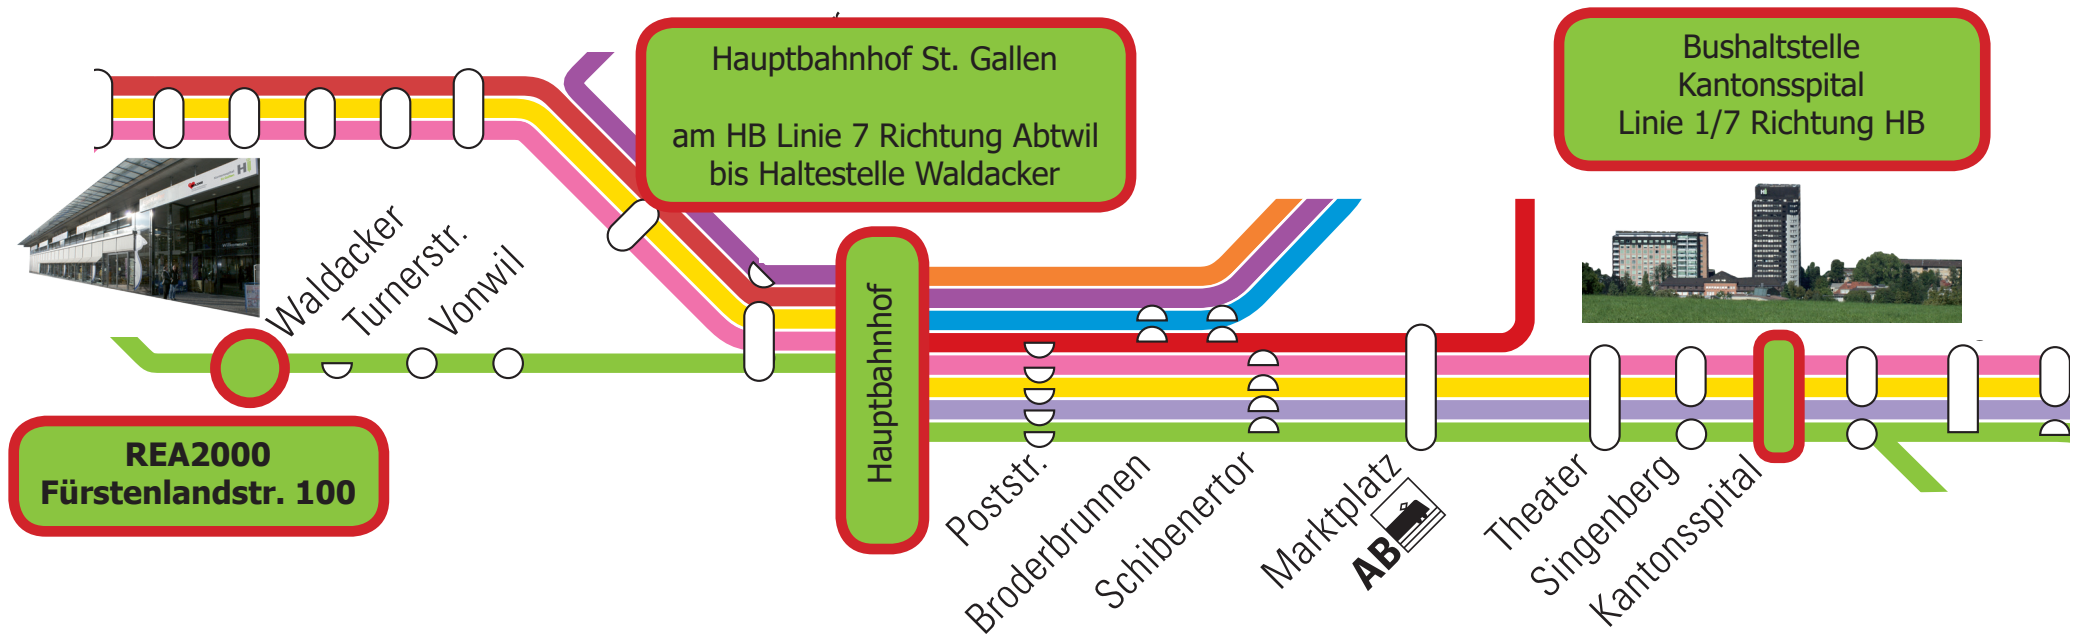 Hauptbahnhof St. Gallen
am HB Linie 7 Richtung Abtwil
bis Haltestelle Waldacker
Bushaltstelle
Kantonsspital
Linie 1/7 Richtung HB
Waldacker
Turnerstr.
Vonwil
REA2000
Fürstenlandstr. 100
Hauptbahnhof
Poststr.
Broderbrunnen
Schibenertor
Marktplatz
AB
Theater
Singenberg
Kantonsspital